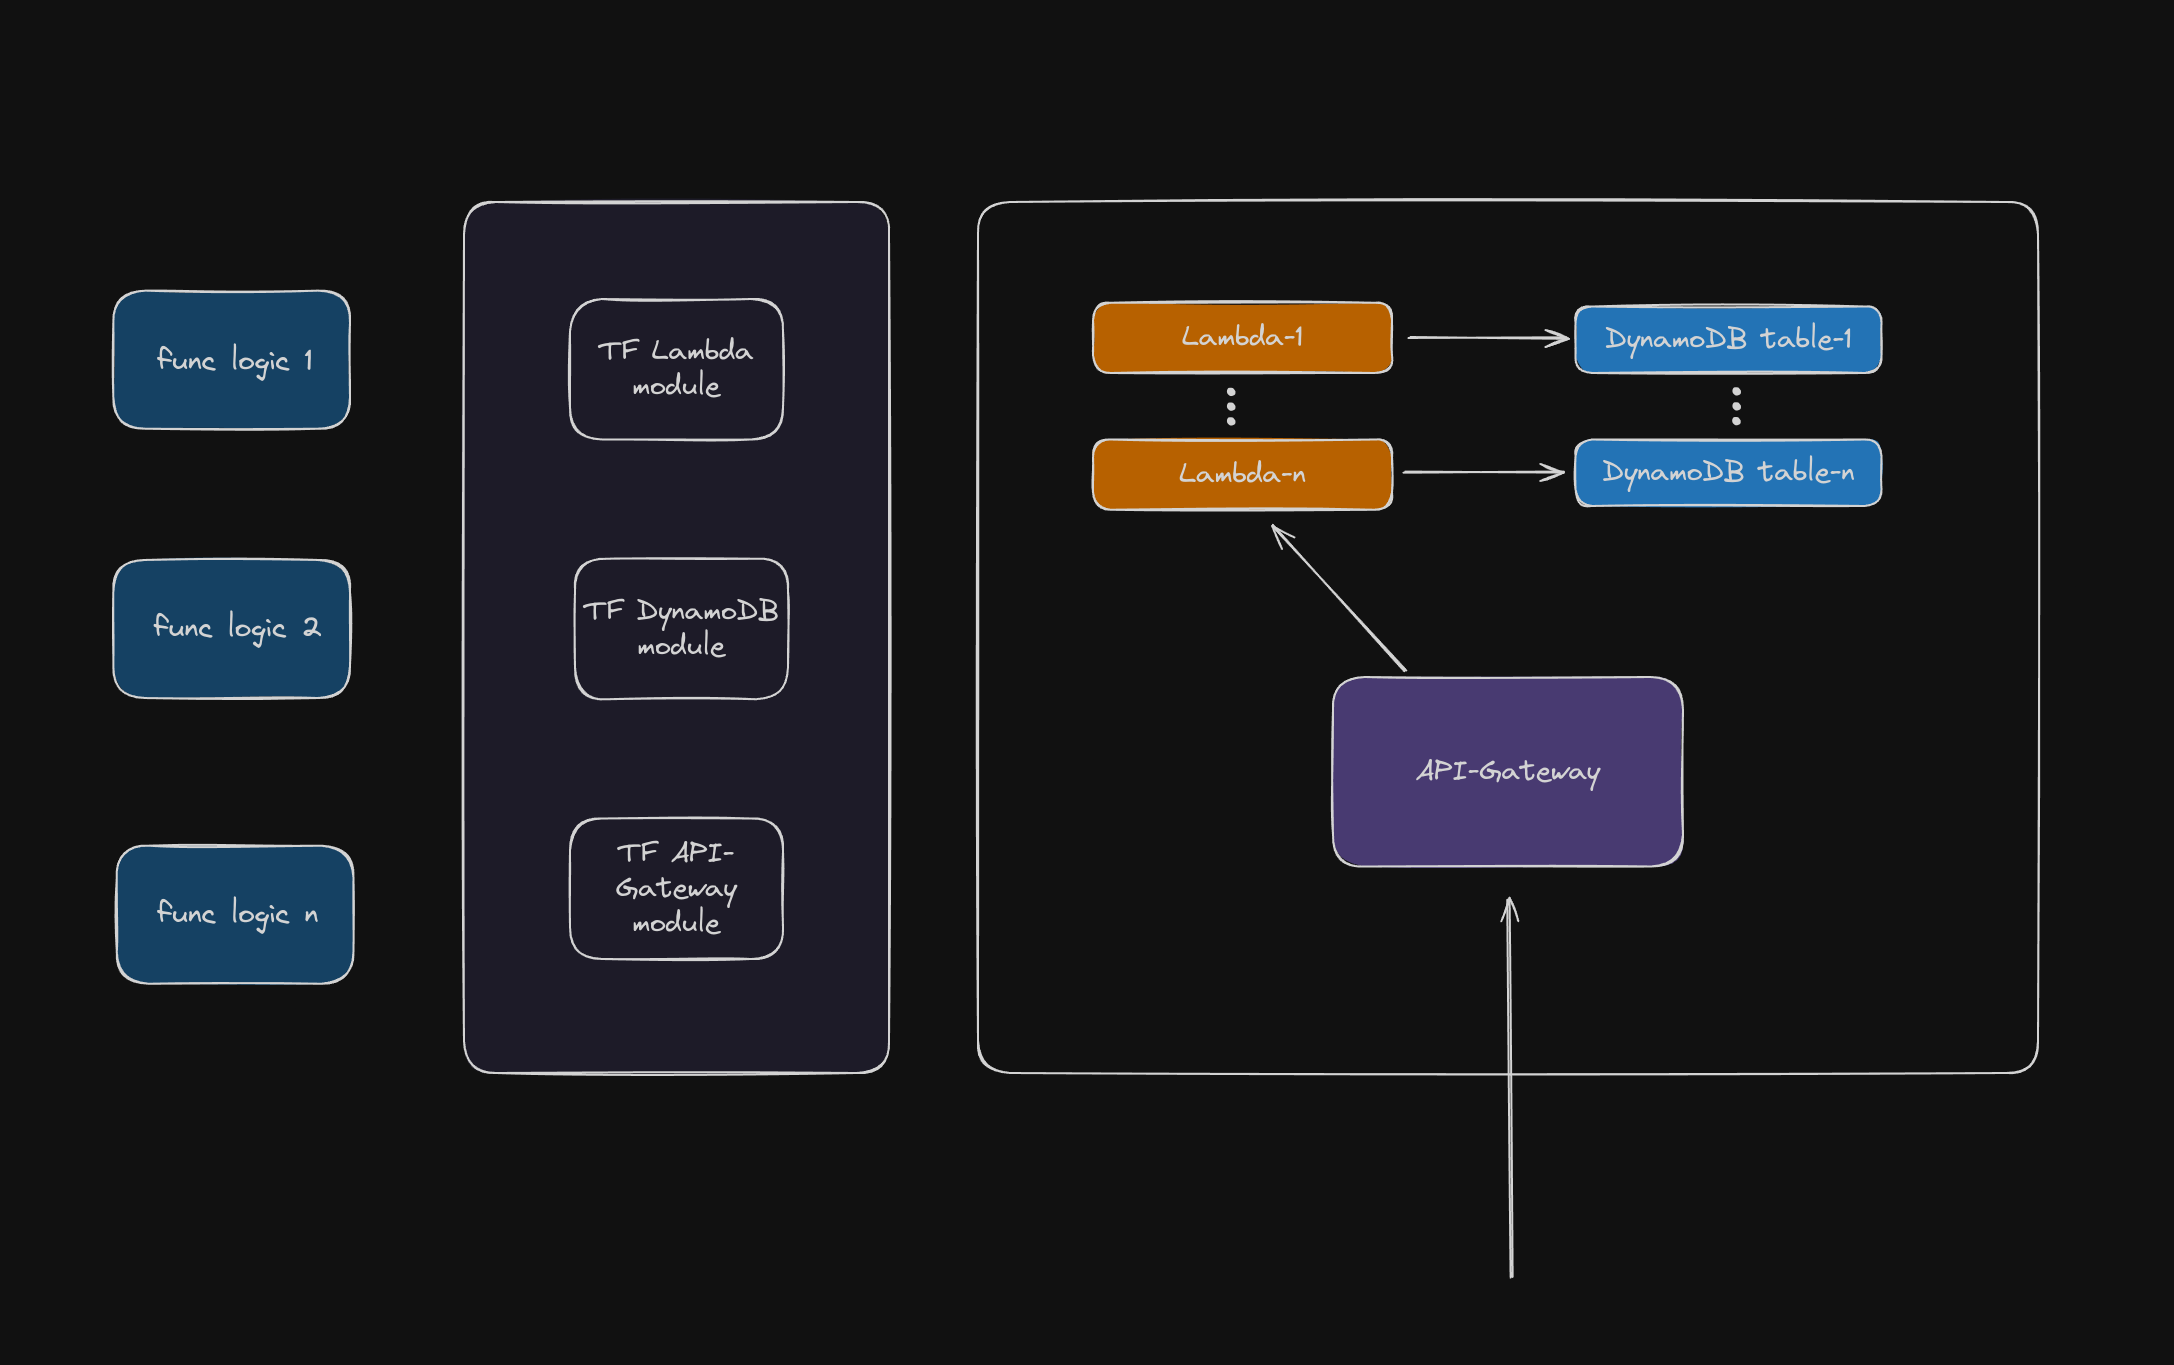 func logic 1
func logic 2
func logic n
TF Lambda
module
TF DynamoDB
module
TF API-
Gateway
module
Lambda-1
DynamoDB table-1
Lambda-n
DynamoDB table-n
API-Gateway